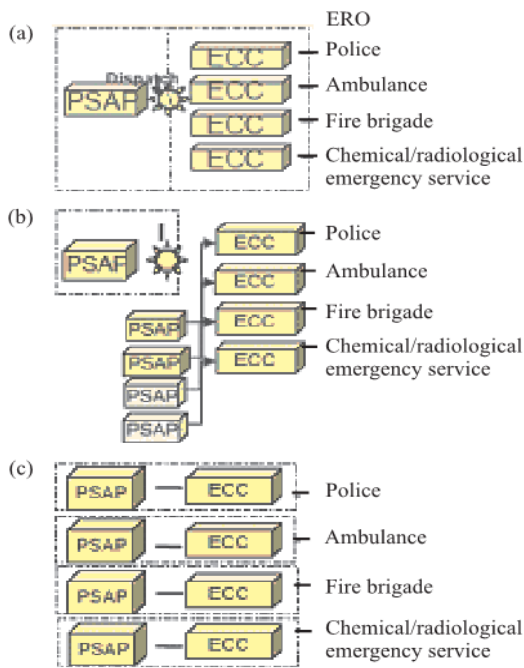 ERO
(a)
Dispatch
PSAP
ECC
Police
ECC
Ambulance
ECC
Fire brigade
ECC
Chemical/radiological
emergency service
(b)
PSAP
ECC
Police
ECC
Ambulance
PSAP
ECC
Fire brigade
PSAP
ECC
Chemical/radiological
emergency service
PSAP
PSAP
(c)
PSAP
ECC
Police
PSAP
ECC
Ambulance
PSAP
ECC
Fire brigade
PSAP
ECC
Chemical/radiological
emergency service